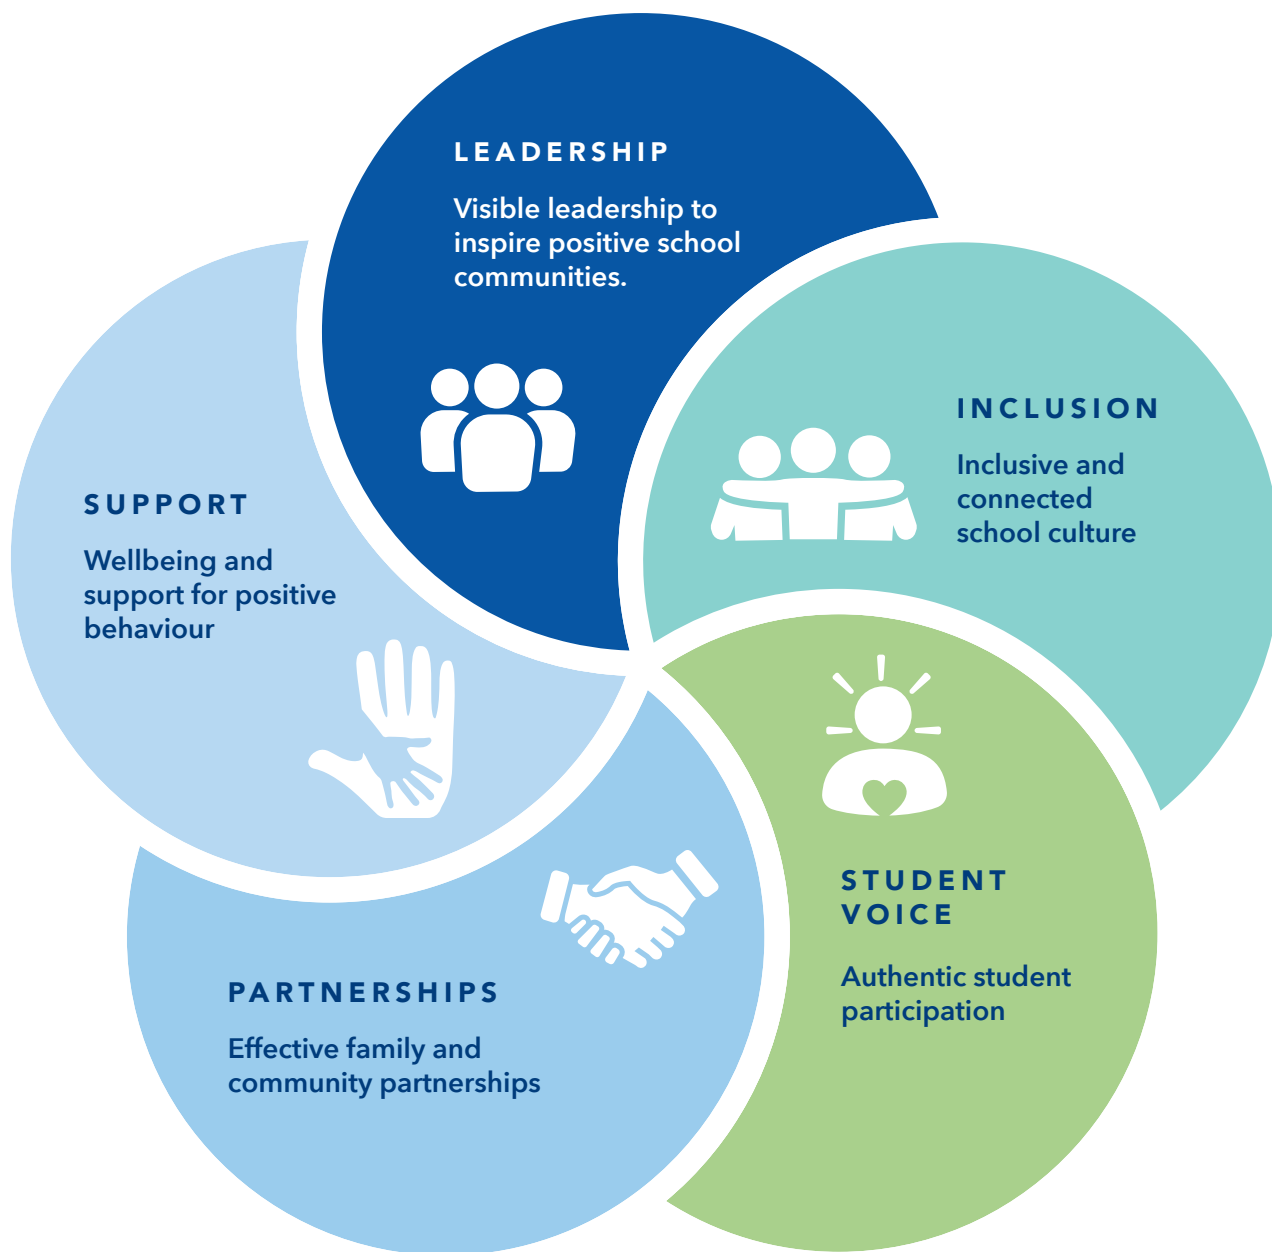 LEADERSHIP
Visible leadership to
inspire positive school
communities.
INCLUSION
Inclusive and
connected
school culture
STUDENT
VOICE
Authentic student
participation
PARTNERSHIPS
Effective family and
community partnerships
SUPPORT
Wellbeing and
support for positive
behaviour